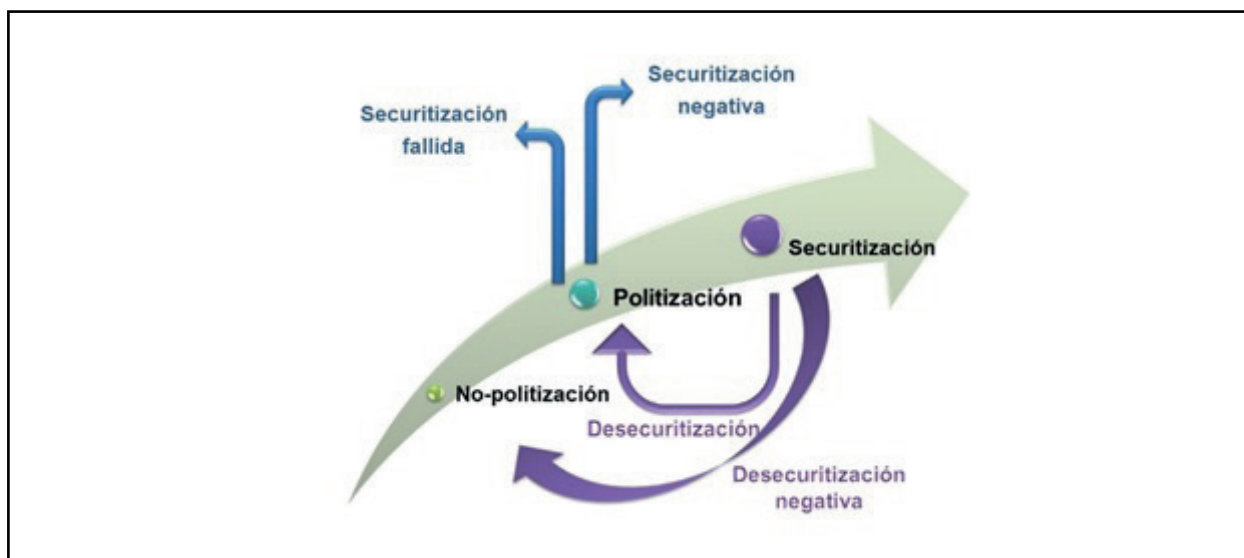 Securitización
negativa
Securitización
fallida
Securitización
Politización
No-politización
Desecuritización
Desecuritización
negativa